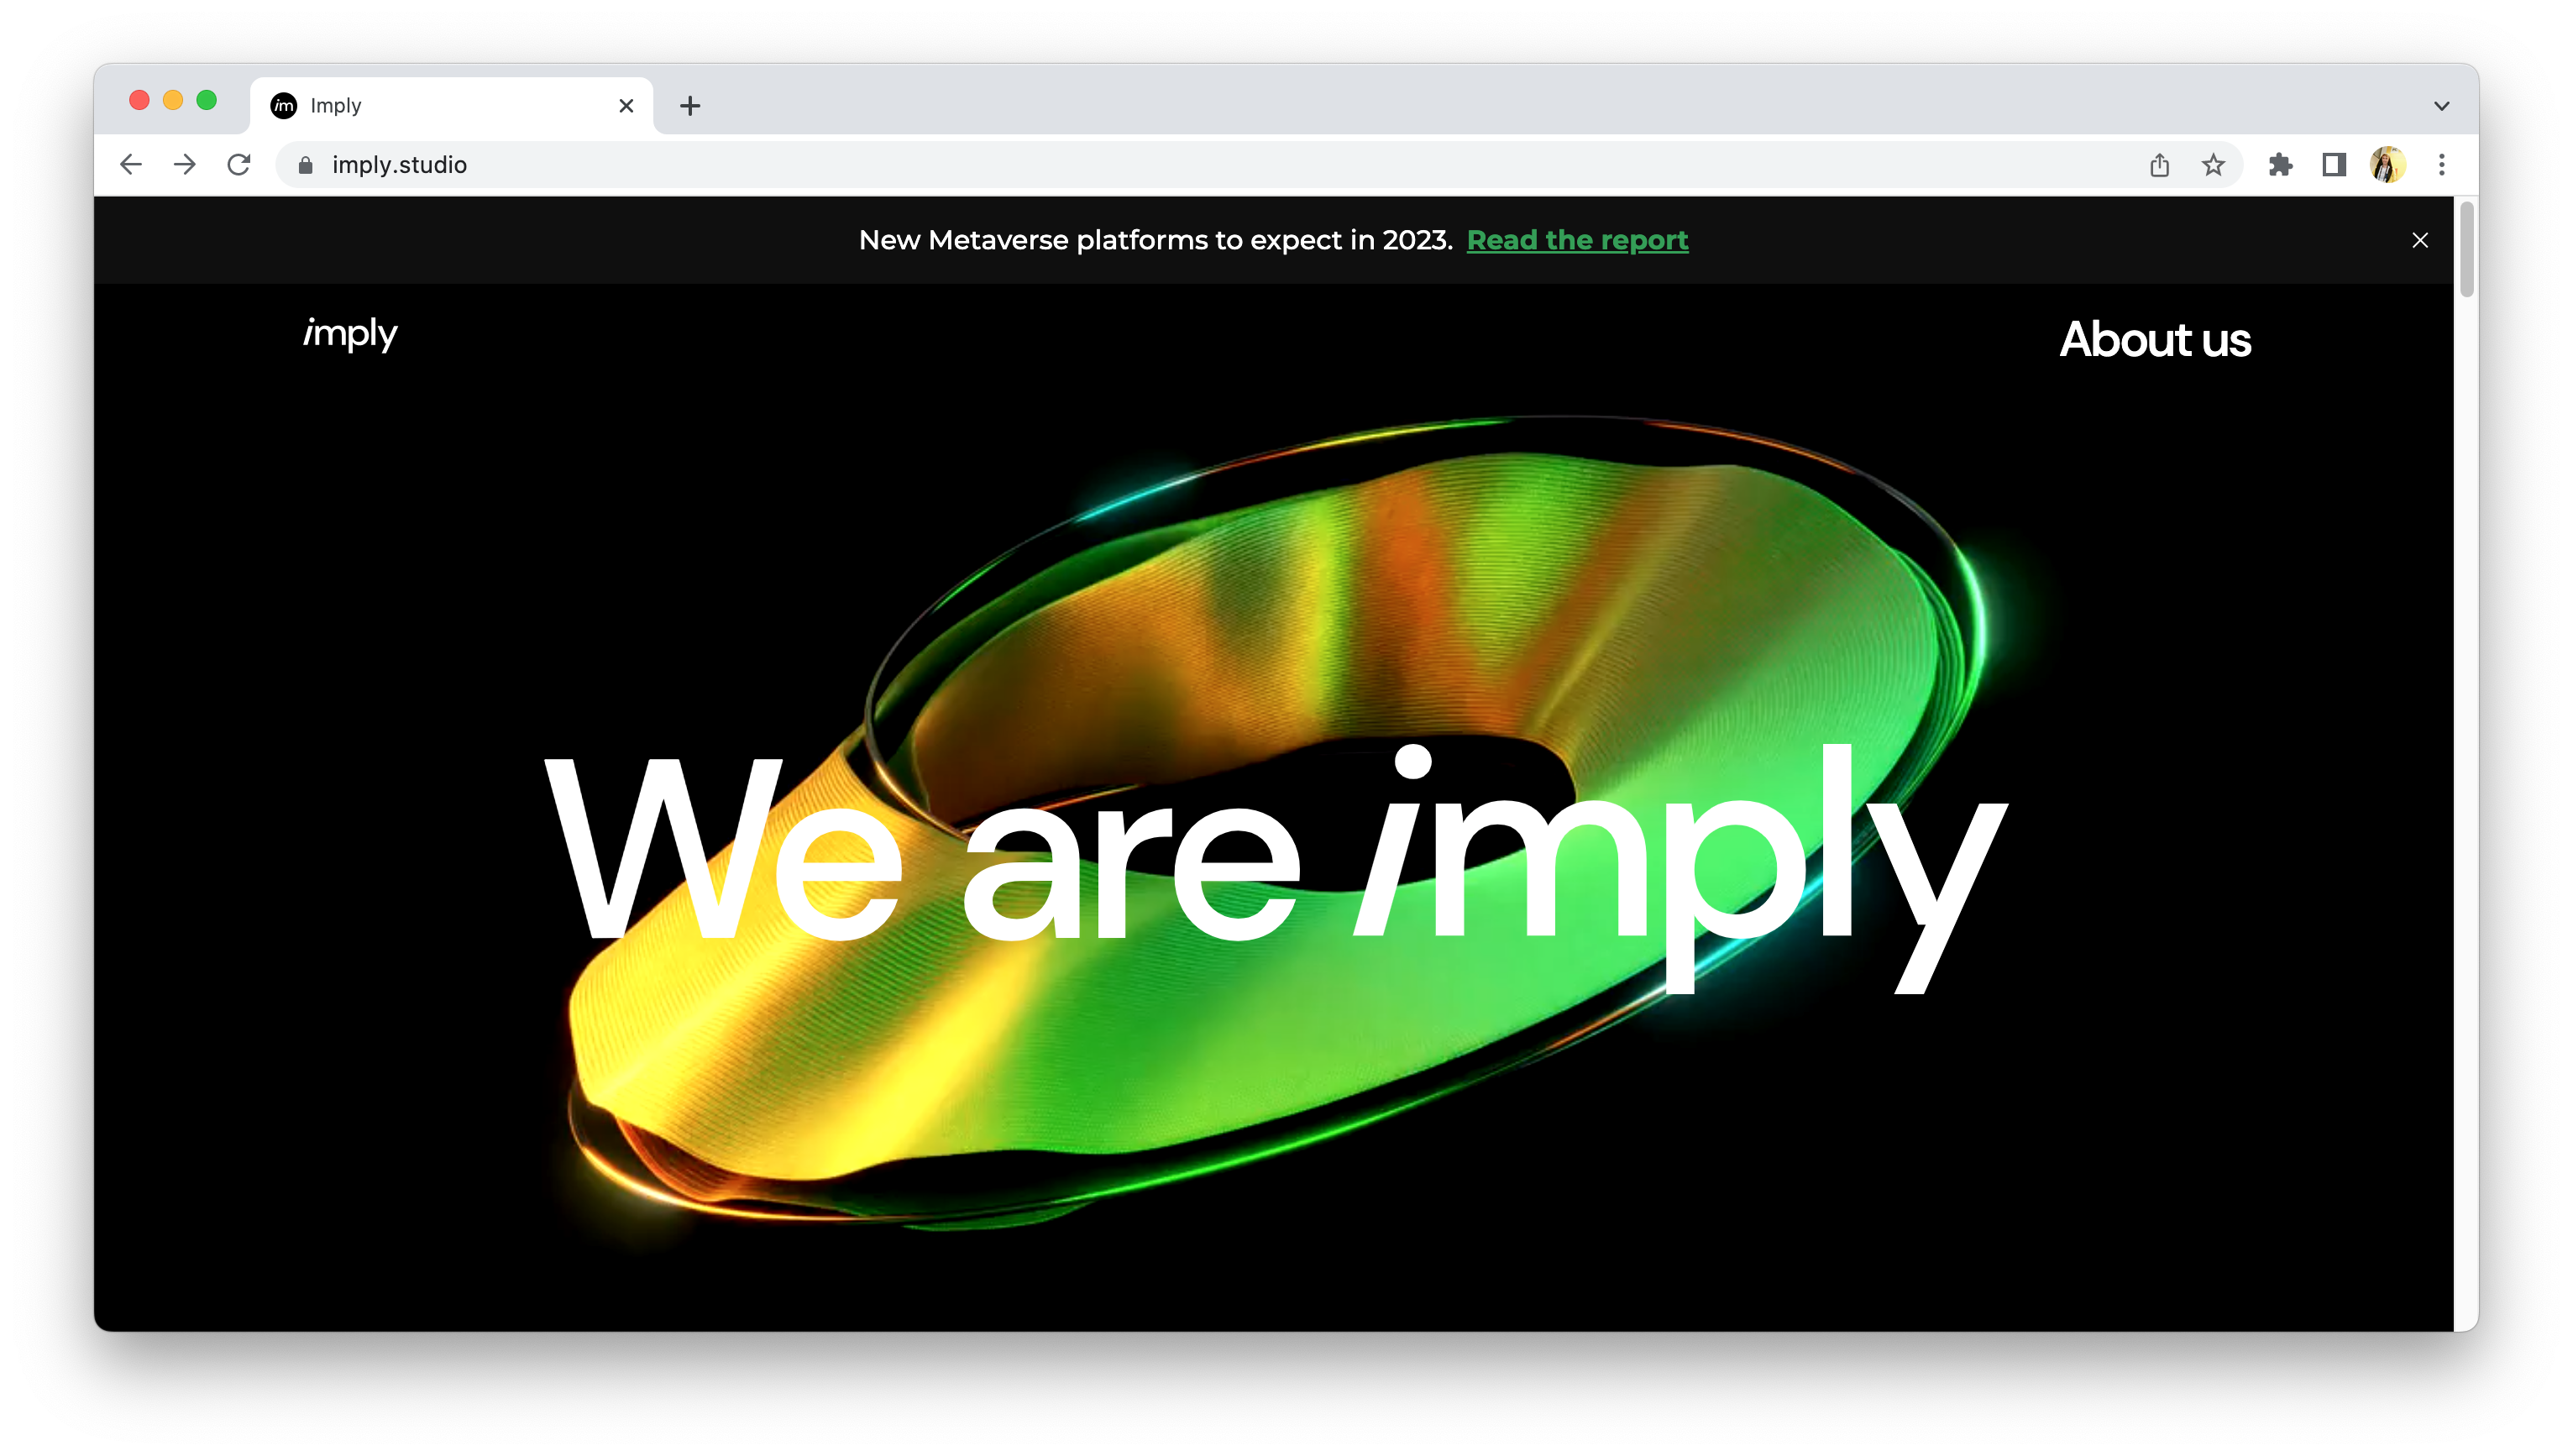 im Imply
imply.studio
New Metaverse platforms to expect in 2023. Read the report
imply About us
We are imply